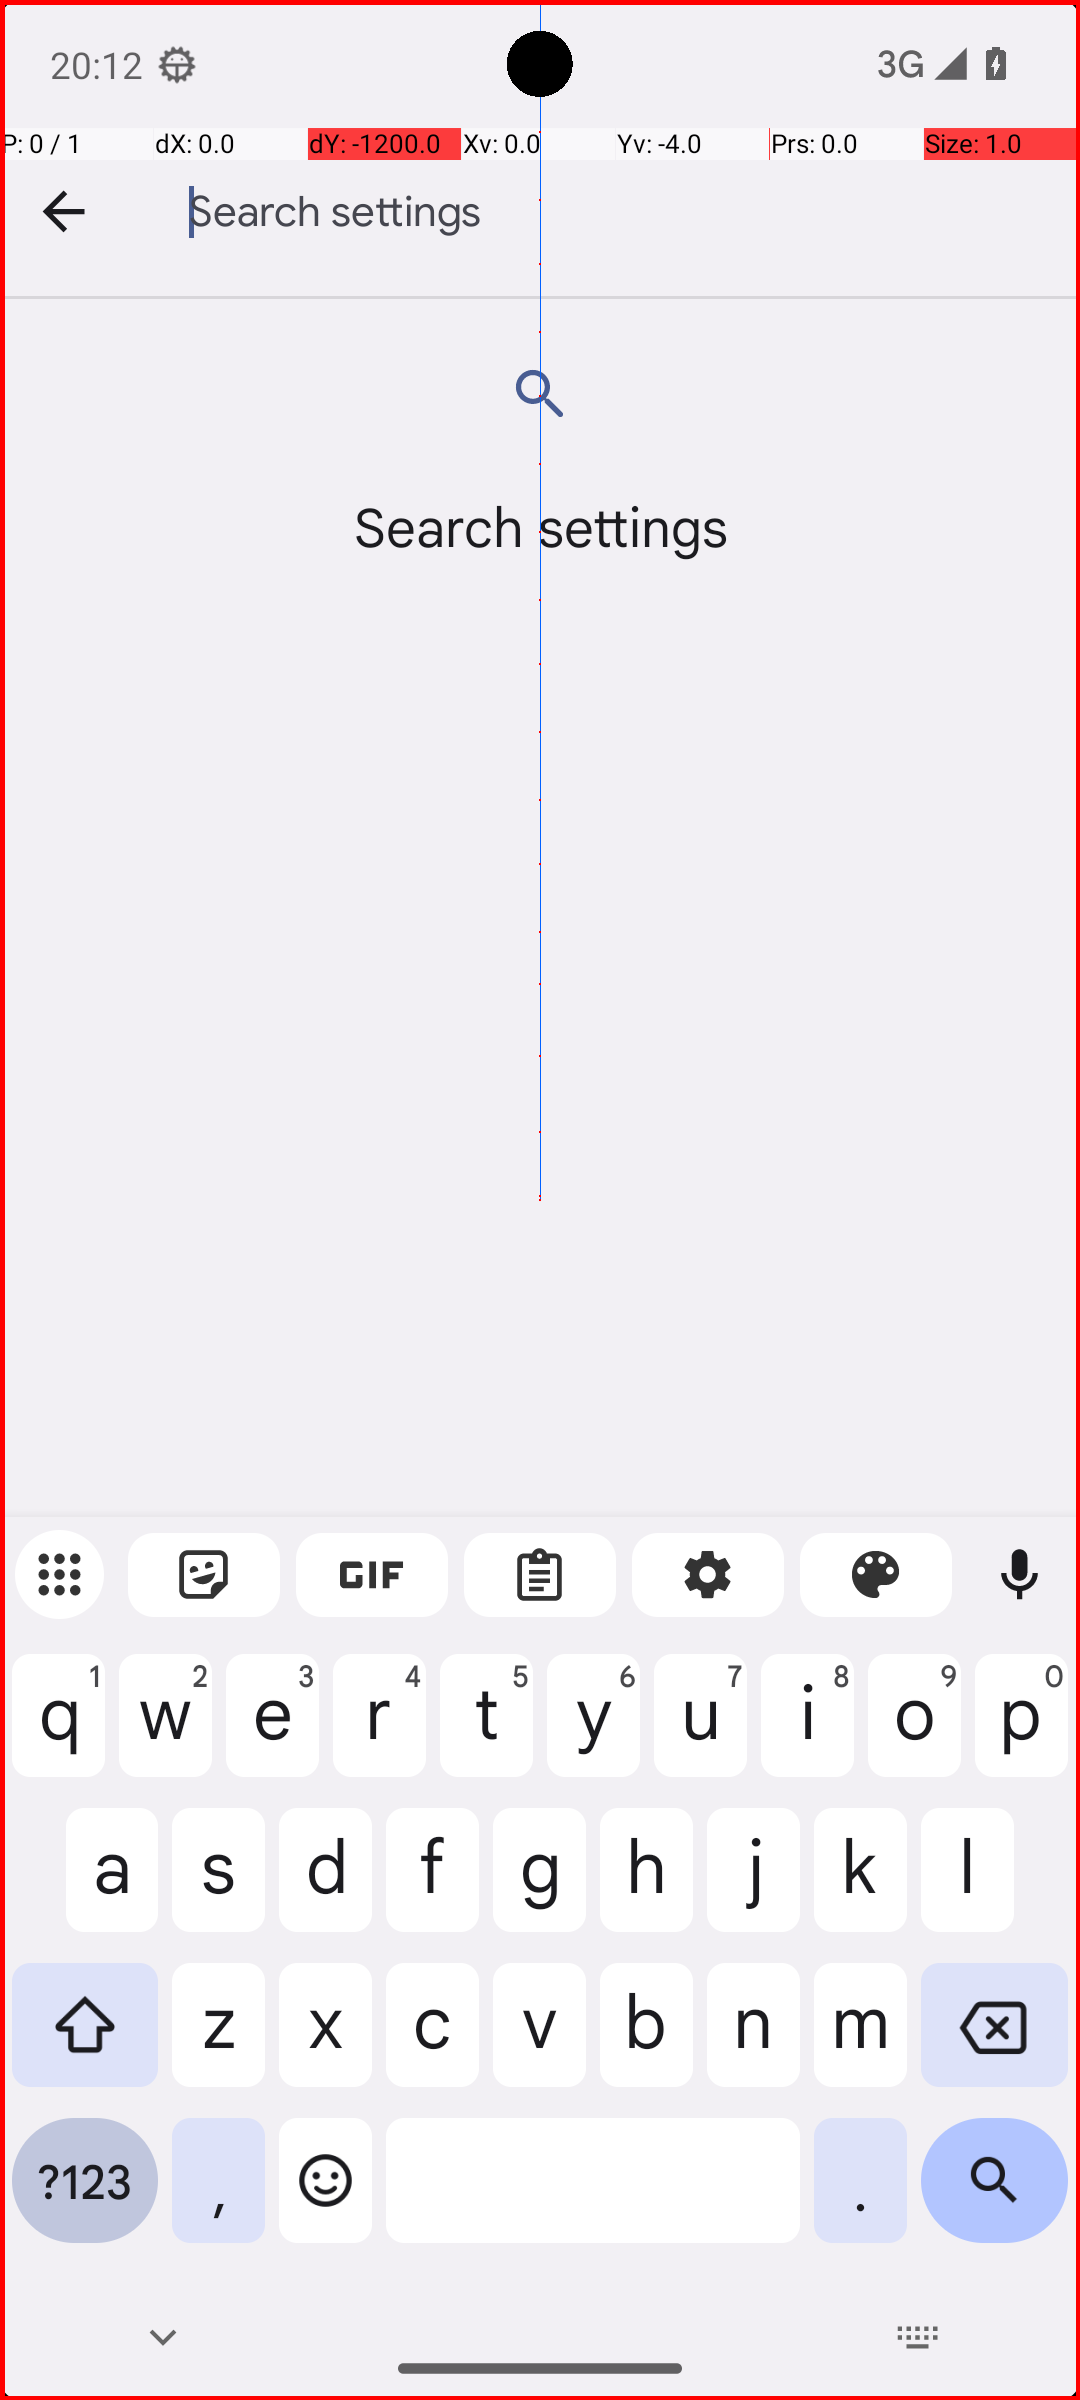 20:12 3G
P: 0 / 1 dX: 0.0 dY: -1200.0 Xv: 0.0 Yv: -4.0 Prs: 0.0 Size: 1.0
Search settings
Search settings
GIF
q 1 w 2 e 3 r 4 t 5 y 6 u 7 i 8 o 9 p 0
a s d f g h j k l
z x c v b n m
?123 , .